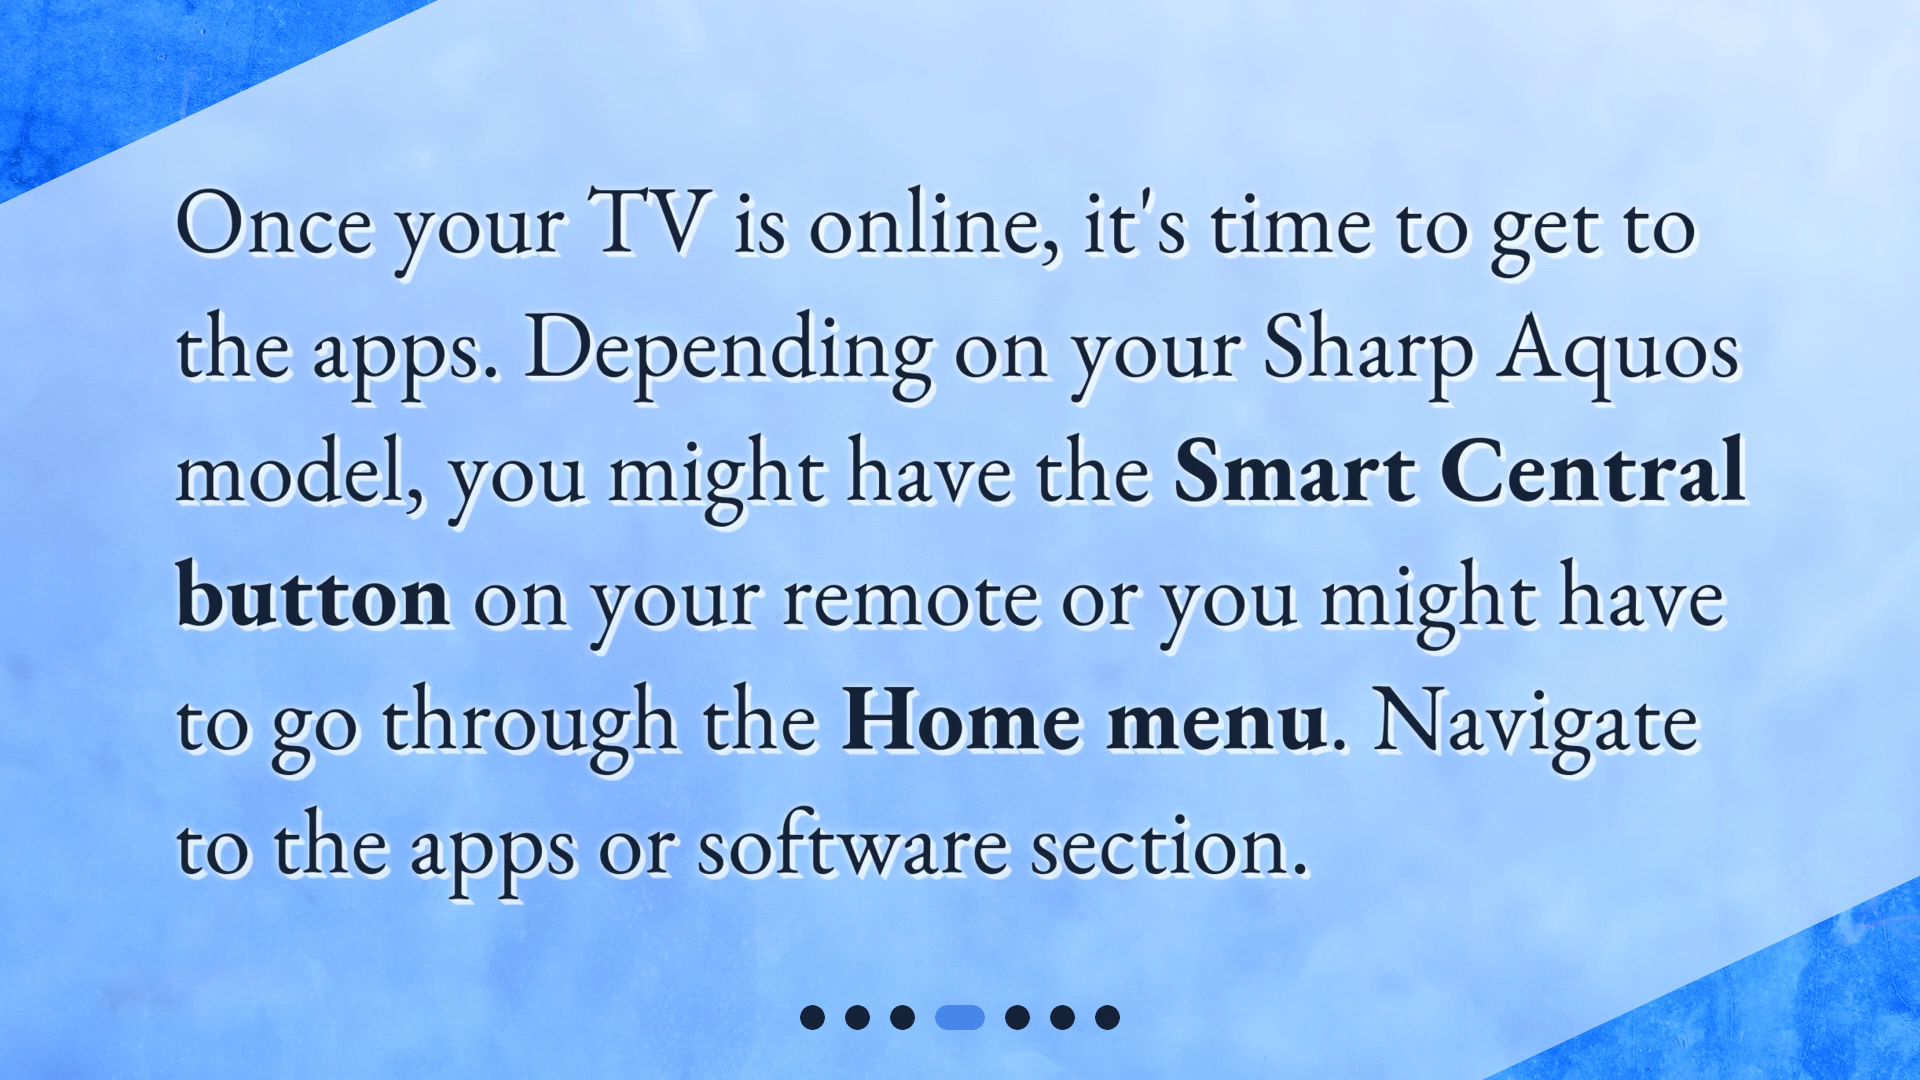 Once your TV is online, it's time to get to
the apps. Depending on your Sharp Aquos
model, you might have the Smart Central
button on your remote or you might have
to go through the Home menu. Navigate
to the apps or software section.